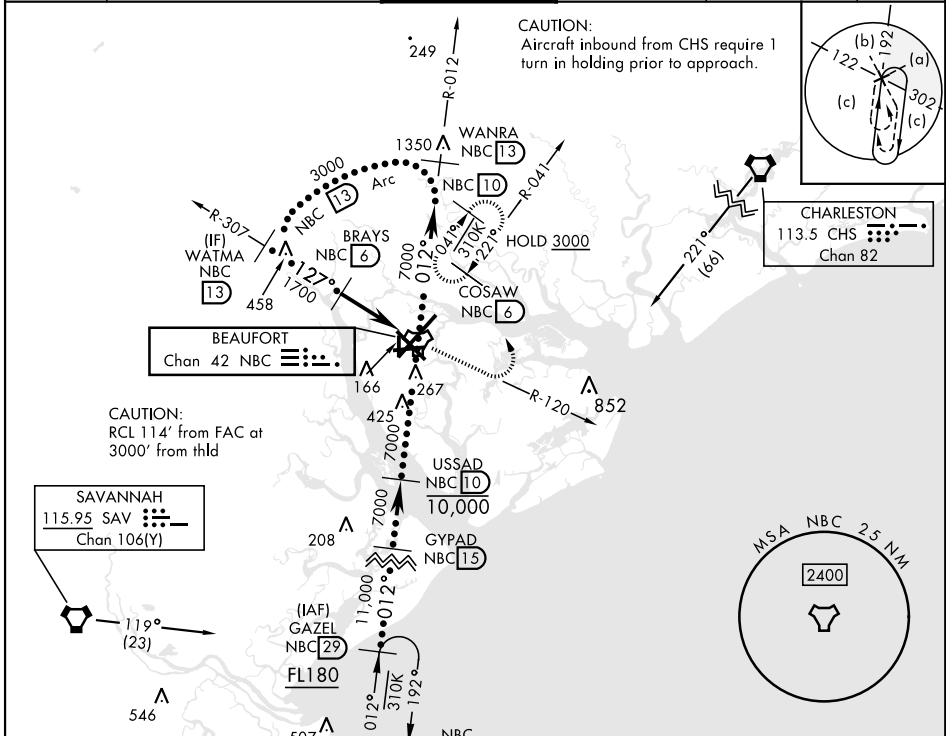 CAUTION:
Aircraft inbound from CHS require 1
turn in holding prior to approach.
(b)
192
(a)
122
302
(c)
(c)
249
R-012
1350
WANRA
NBC 13
3000
Arc
NBC 13
NBC 10
R-041
R-307
(IF)
WATMA
NBC
13
BRAYS
NBC 6
7000
012°
041°
310K
221°
HOLD 3000
CHARLESTON
113.5 CHS
Chan 82
221°
(66)
127°
1700
458
COSAW
NBC 6
BEAUFORT
Chan 42 NBC
166
267
R-120
852
425
CAUTION:
RCL 114' from FAC at
3000' from thld
7000
USSAD
NBC 10
10,000
SAVANNAH
115.95 SAV
Chan 106(Y)
7000
208
GYPAD
NBC 15
MSA NBC 25 NM
2400
11,000
012°
(IAF)
GAZEL
NBC 29
FL180
119°
(23)
012°
310K
192°
546
507
NBC